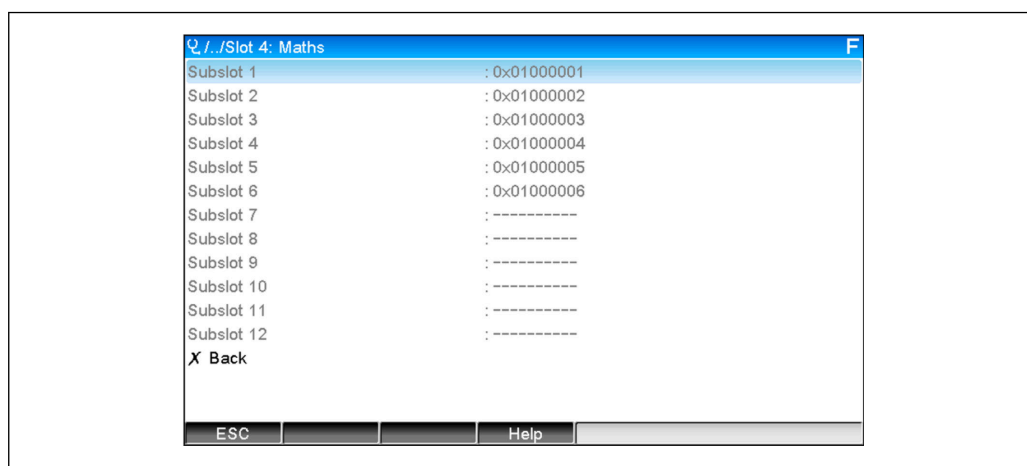 /../Slot 4: Maths F
Subslot 1 : 0x01000001
Subslot 2 : 0x01000002
Subslot 3 : 0x01000003
Subslot 4 : 0x01000004
Subslot 5 : 0x01000005
Subslot 6 : 0x01000006
Subslot 7 : ----------
Subslot 8 : ----------
Subslot 9 : ----------
Subslot 10 : ----------
Subslot 11 : ----------
Subslot 12 : ----------
X Back
ESC Help